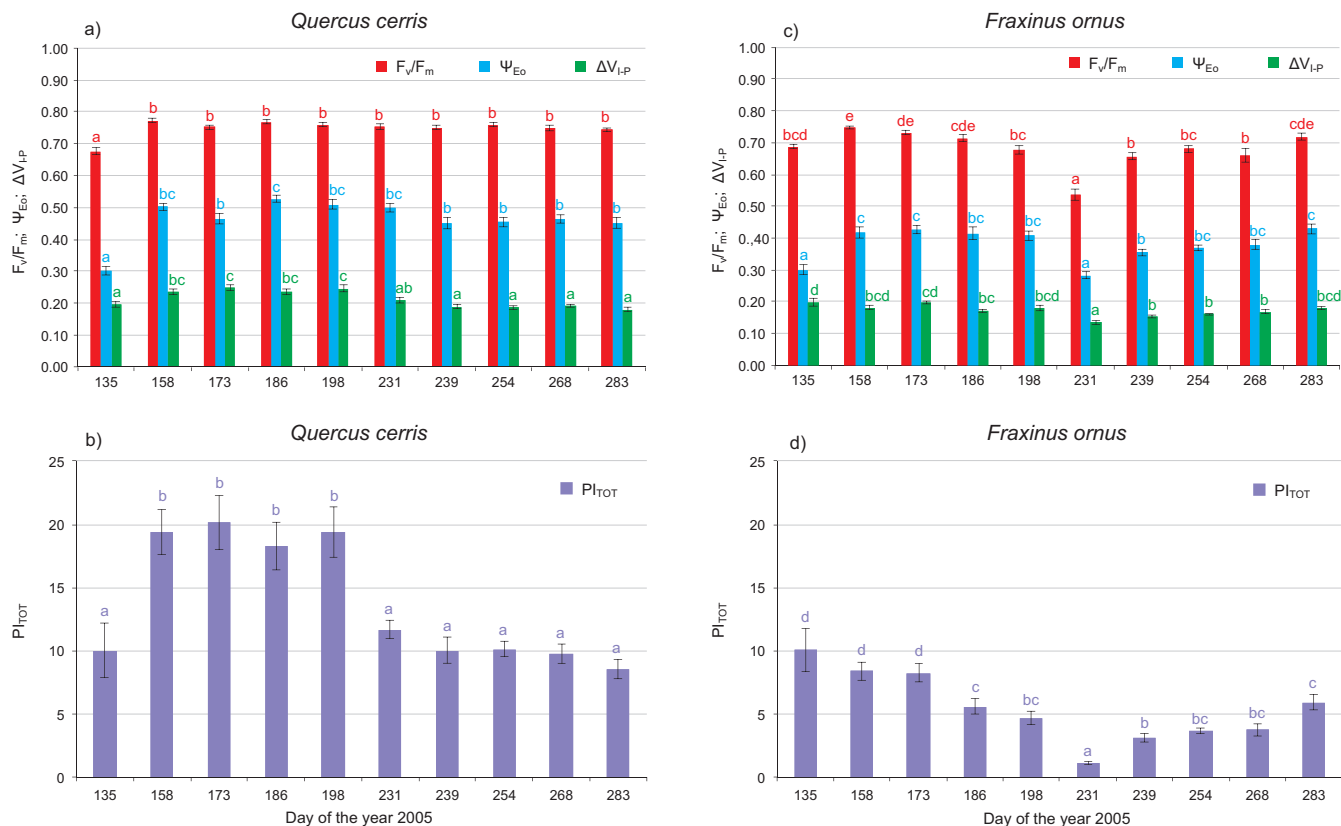 Quercus cerris
a)
1.00
0.90
0.80
0.70
0.60
0.50
0.40
0.30
0.20
0.10
0.00
Fv/Fm; ΨEo; ΔVI-P
Fv/Fm ΨEo ΔVI-P
a b b b b b b b b b
a bc b c bc bc b b b b
a bc c bc c ab a a a a
135 158 173 186 198 231 239 254 268 283
Fraxinus ornus
c)
1.00
0.90
0.80
0.70
0.60
0.50
0.40
0.30
0.20
0.10
0.00
Fv/Fm; ΨEo; ΔVI-P
Fv/Fm ΨEo ΔVI-P
bcd e de cde bc a b bc b cde
a c c bc bc a b bc bc c
d bcd cd bc bcd a b b bc bcd
135 158 173 186 198 231 239 254 268 283
Quercus cerris
b)
25
20
15
10
5
0
PITOT
PITOT
a b b b b a a a a a
135 158 173 186 198 231 239 254 268 283
Day of the year 2005
Fraxinus ornus
d)
25
20
15
10
5
0
PITOT
PITOT
d d d c bc a b bc bc c
135 158 173 186 198 231 239 254 268 283
Day of the year 2005